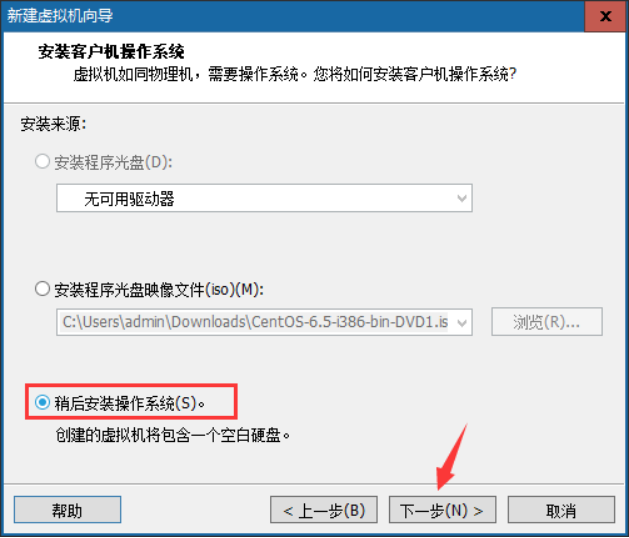 新建虚拟机向导
x
安装客户机操作系统
虚拟机如同物理机，需要操作系统。您将如何安装客户机操作系统?
安装来源:
安装程序光盘(D):
无可用驱动器
安装程序光盘映像文件(iso)(M):
C:\Users\admin\Downloads\CentOS-6.5-i386-bin-DVD1.is
浏览(R)...
稍后安装操作系统(S)。
创建的虚拟机将包含一个空白硬盘。
帮助
< 上一步(B)
下一步(N) >
取消